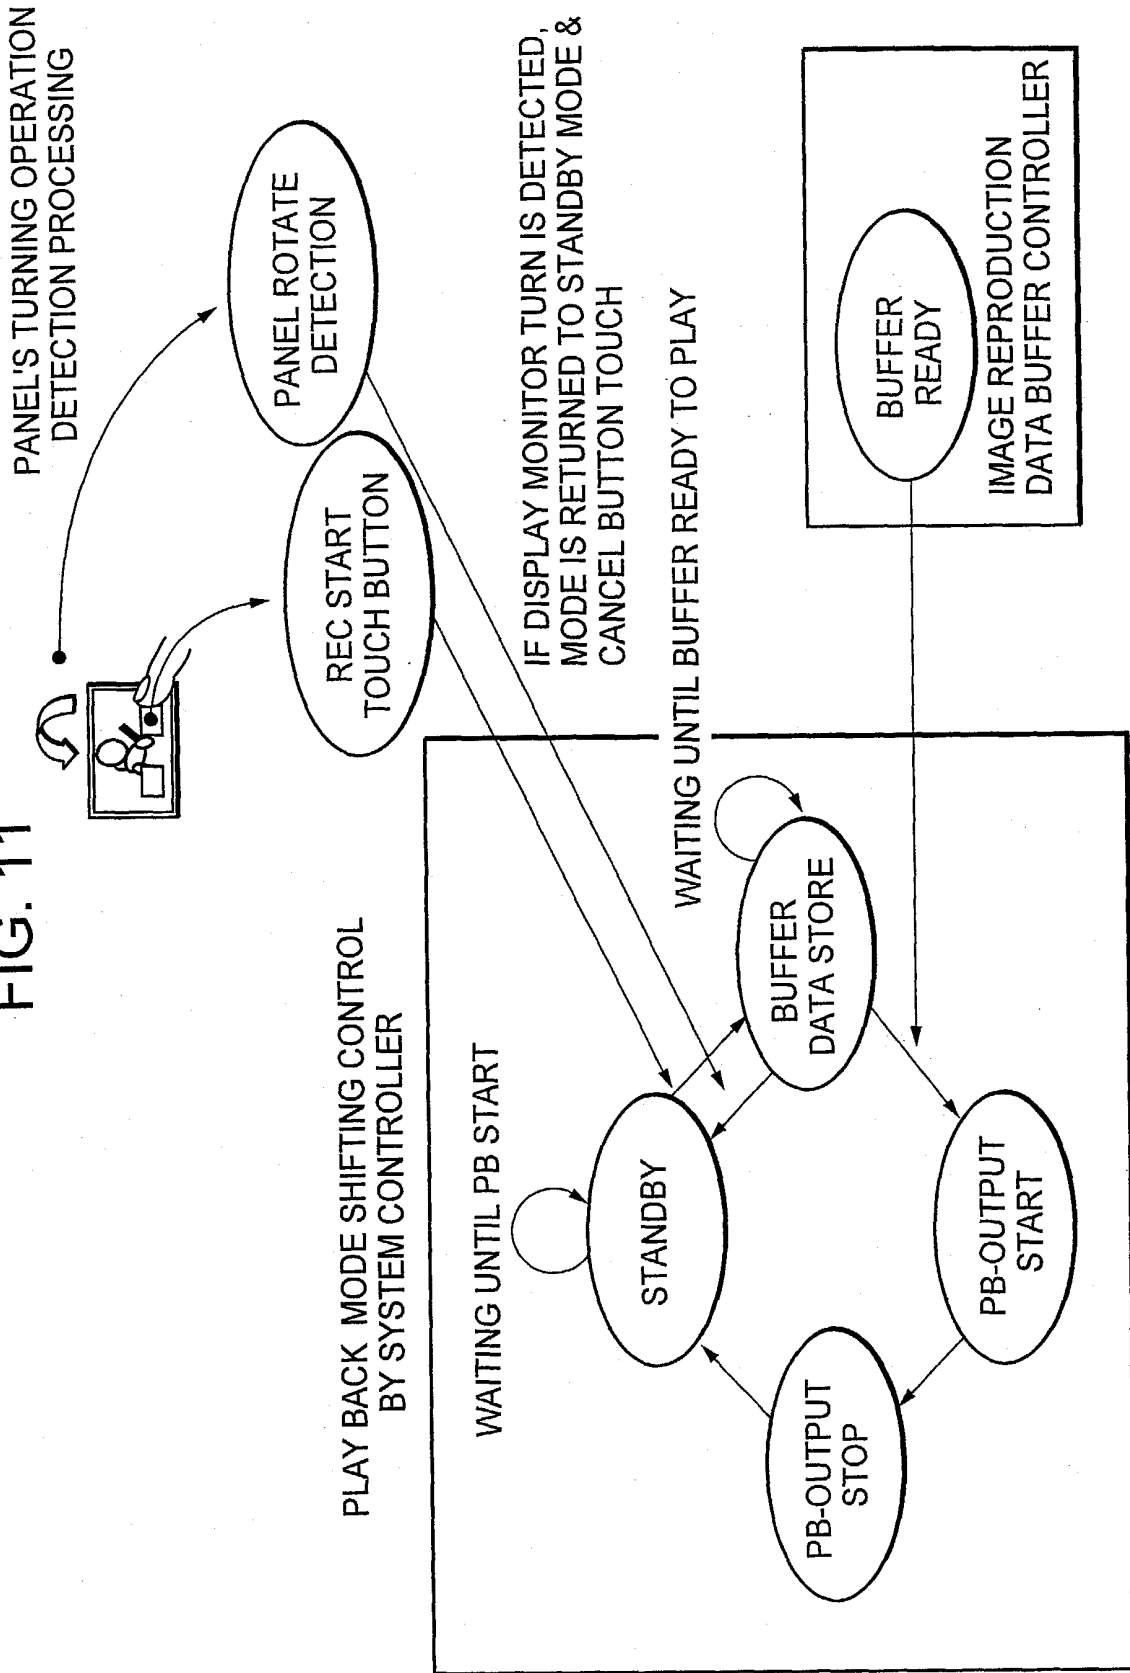 FIG. 11
PANEL'S TURNING OPERATION
DETECTION PROCESSING
PANEL ROTATE
DETECTION
REC START
TOUCH BUTTON
PLAY BACK MODE SHIFTING CONTROL
BY SYSTEM CONTROLLER
IF DISPLAY MONITOR TURN IS DETECTED,
MODE IS RETURNED TO STANDBY MODE &
CANCEL BUTTON TOUCH
WAITING UNTIL PB START
WAITING UNTIL BUFFER READY TO PLAY
STANDBY
BUFFER
DATA STORE
PB-OUTPUT
STOP
PB-OUTPUT
START
BUFFER
READY
IMAGE REPRODUCTION
DATA BUFFER CONTROLLER